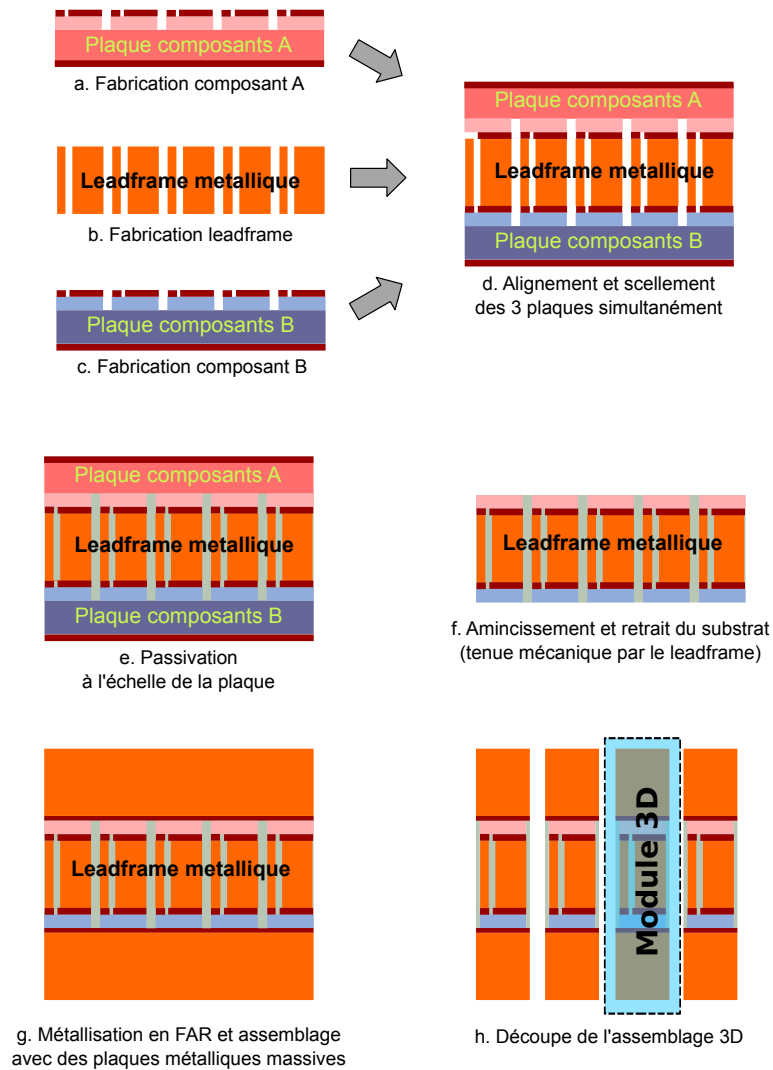 Plaque composants A
a. Fabrication composant A
Leadframe metallique
b. Fabrication leadframe
Plaque composants B
c. Fabrication composant B
Plaque composants A
Leadframe metallique
Plaque composants B
d. Alignement et scellement
des 3 plaques simultanément
Plaque composants A
Leadframe metallique
Plaque composants B
e. Passivation
à l'échelle de la plaque
Leadframe metallique
f. Amincissement et retrait du substrat
(tenue mécanique par le leadframe)
Leadframe metallique
g. Métallisation en FAR et assemblage
avec des plaques métalliques massives
Module 3D
h. Découpe de l'assemblage 3D